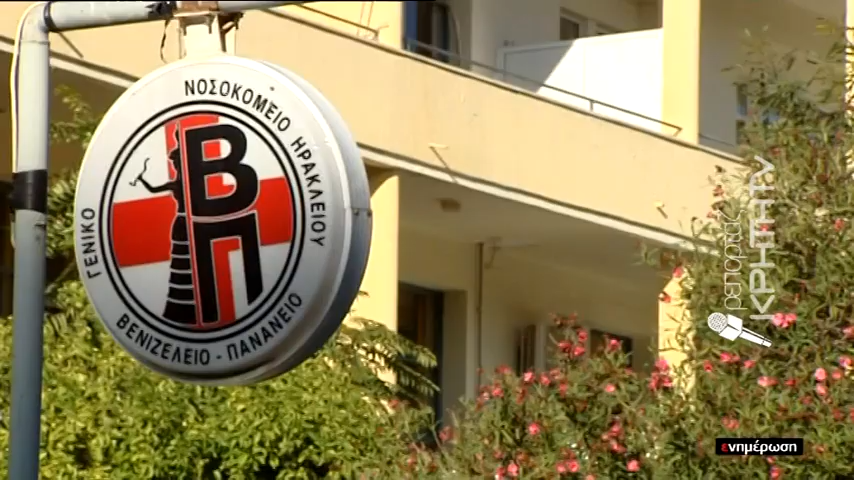 ΓΕΝΙΚΟ ΝΟΣΟΚΟΜΕΙΟ ΗΡΑΚΛΕΙΟΥ
ΒΠ
ΒΕΝΙΖΕΛΕΙΟ - ΠΑΝΑΝΕΙΟ
ρεπορτάζ
ΚΡΗΤΗ TV
ενημέρωση